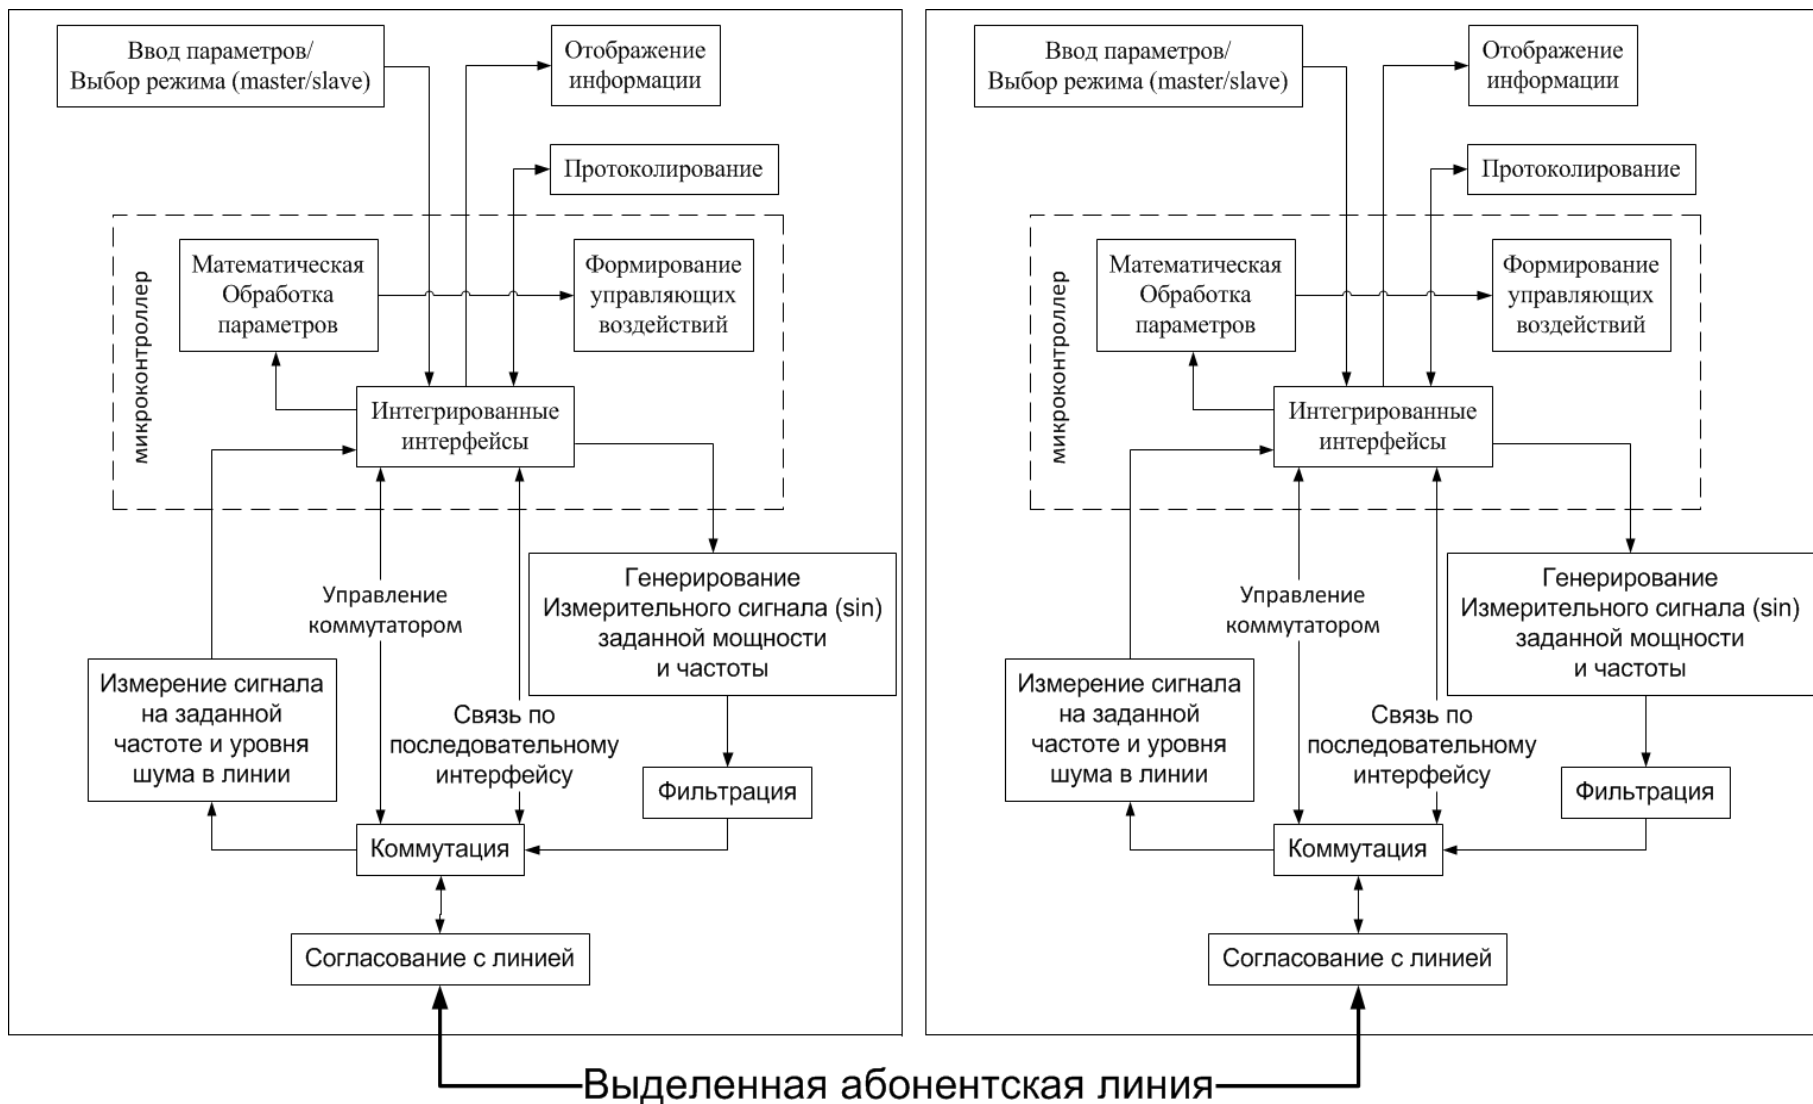 Ввод параметров/
Выбор режима (master/slave)
Отображение
информации
Протоколирование
микроконтроллер
Математическая
Обработка
параметров
Формирование
управляющих
воздействий
Интегрированные
интерфейсы
Управление
коммутатором
Генерирование
Измерительного сигнала (sin)
заданной мощности
и частоты
Измерение сигнала
на заданной
частоте и уровня
шума в линии
Связь по
последовательному
интерфейсу
Фильтрация
Коммутация
Согласование с линией
Ввод параметров/
Выбор режима (master/slave)
Отображение
информации
Протоколирование
микроконтроллер
Математическая
Обработка
параметров
Формирование
управляющих
воздействий
Интегрированные
интерфейсы
Управление
коммутатором
Генерирование
Измерительного сигнала (sin)
заданной мощности
и частоты
Измерение сигнала
на заданной
частоте и уровня
шума в линии
Связь по
последовательному
интерфейсу
Фильтрация
Коммутация
Согласование с линией
Выделенная абонентская линия